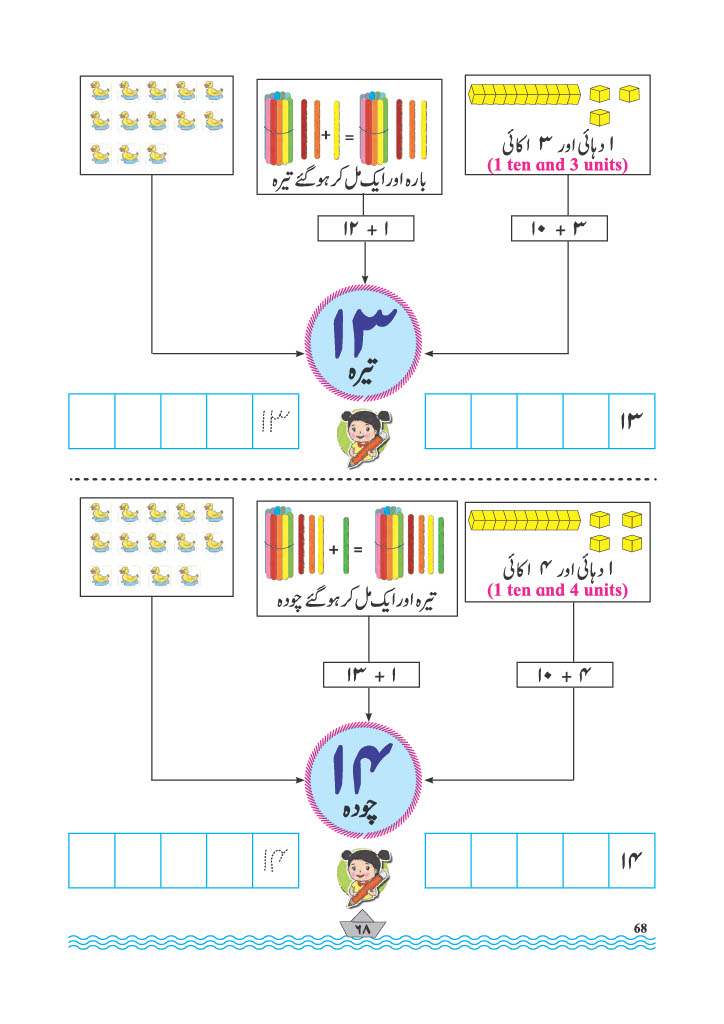 + =
بارہ اور ایک مل کر ہو گئے تیرہ
۱ دہائی اور ۳ اکائی
(1 ten and 3 units)
۱۲ + ۱
۱۰ + ۳
۱۳
تیرہ
۱۳
۱۳
+ =
تیرہ اور ایک مل کر ہو گئے چودہ
۱ دہائی اور ۴ اکائی
(1 ten and 4 units)
۱۳ + ۱
۱۰ + ۴
۱۴
چودہ
۱۴
۱۴
۶۸
68